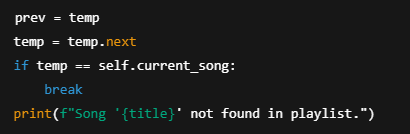 prev = temp
temp = temp.next
if temp == self.current_song:
    break
print(f"Song '{title}' not found in playlist.")